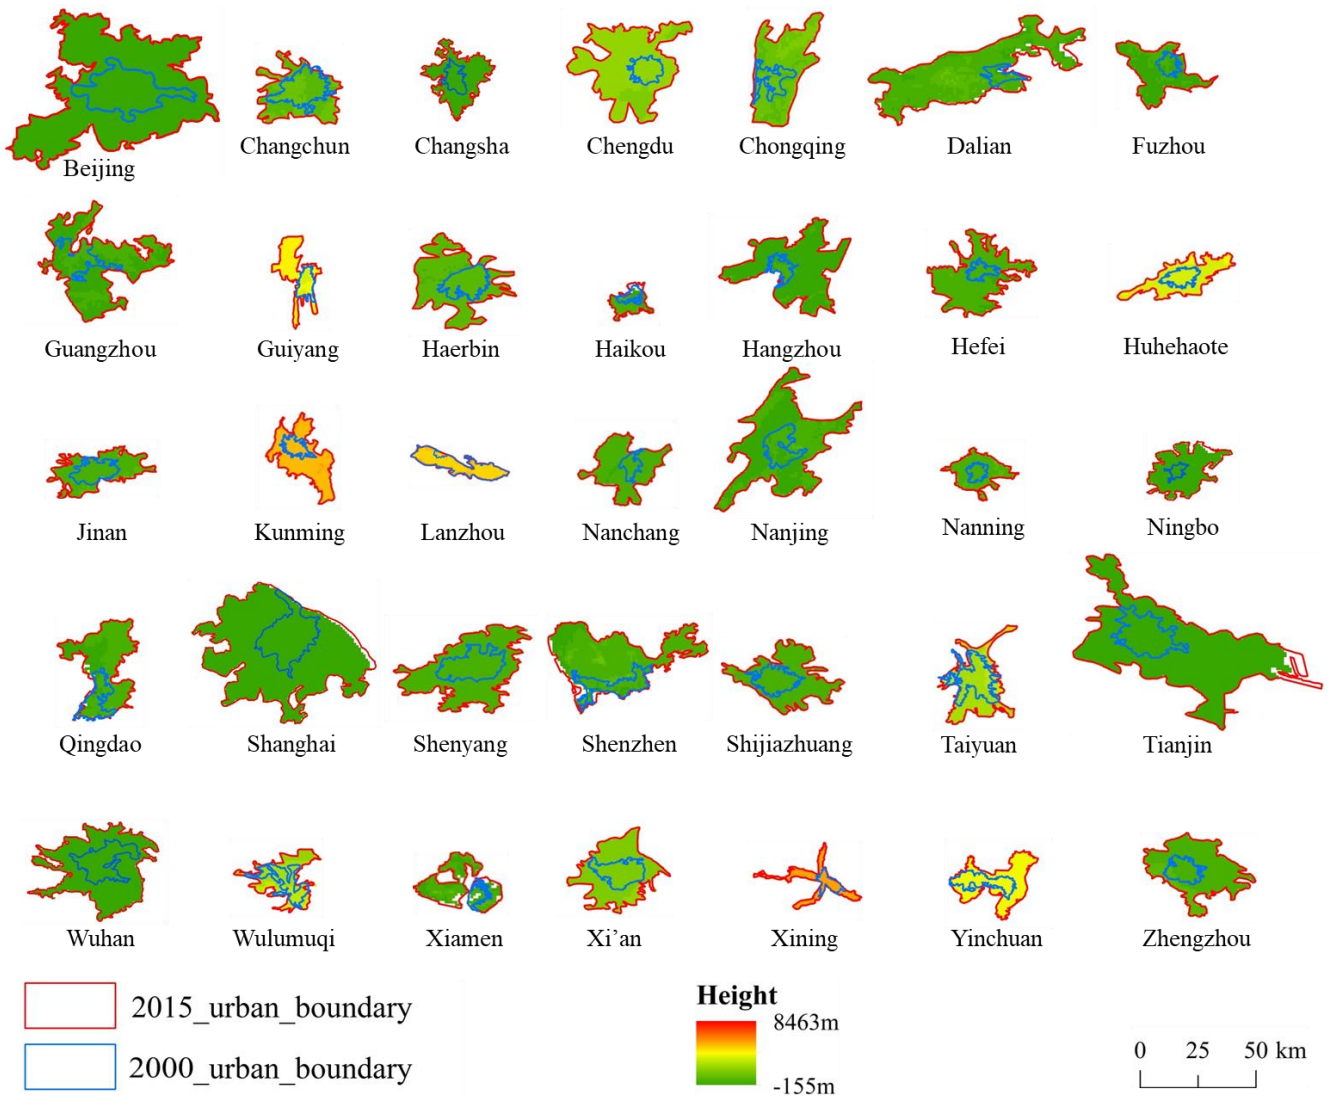 Beijing
Changchun
Changsha
Chengdu
Chongqing
Dalian
Fuzhou
Guangzhou
Guiyang
Haerbin
Haikou
Hangzhou
Hefei
Huhehaote
Jinan
Kunming
Lanzhou
Nanchang
Nanjing
Nanning
Ningbo
Qingdao
Shanghai
Shenyang
Shenzhen
Shijiazhuang
Taiyuan
Tianjin
Wuhan
Wulumuqi
Xiamen
Xi’an
Xining
Yinchuan
Zhengzhou
2015_urban_boundary
2000_urban_boundary
Height
8463m
-155m
0 25 50 km